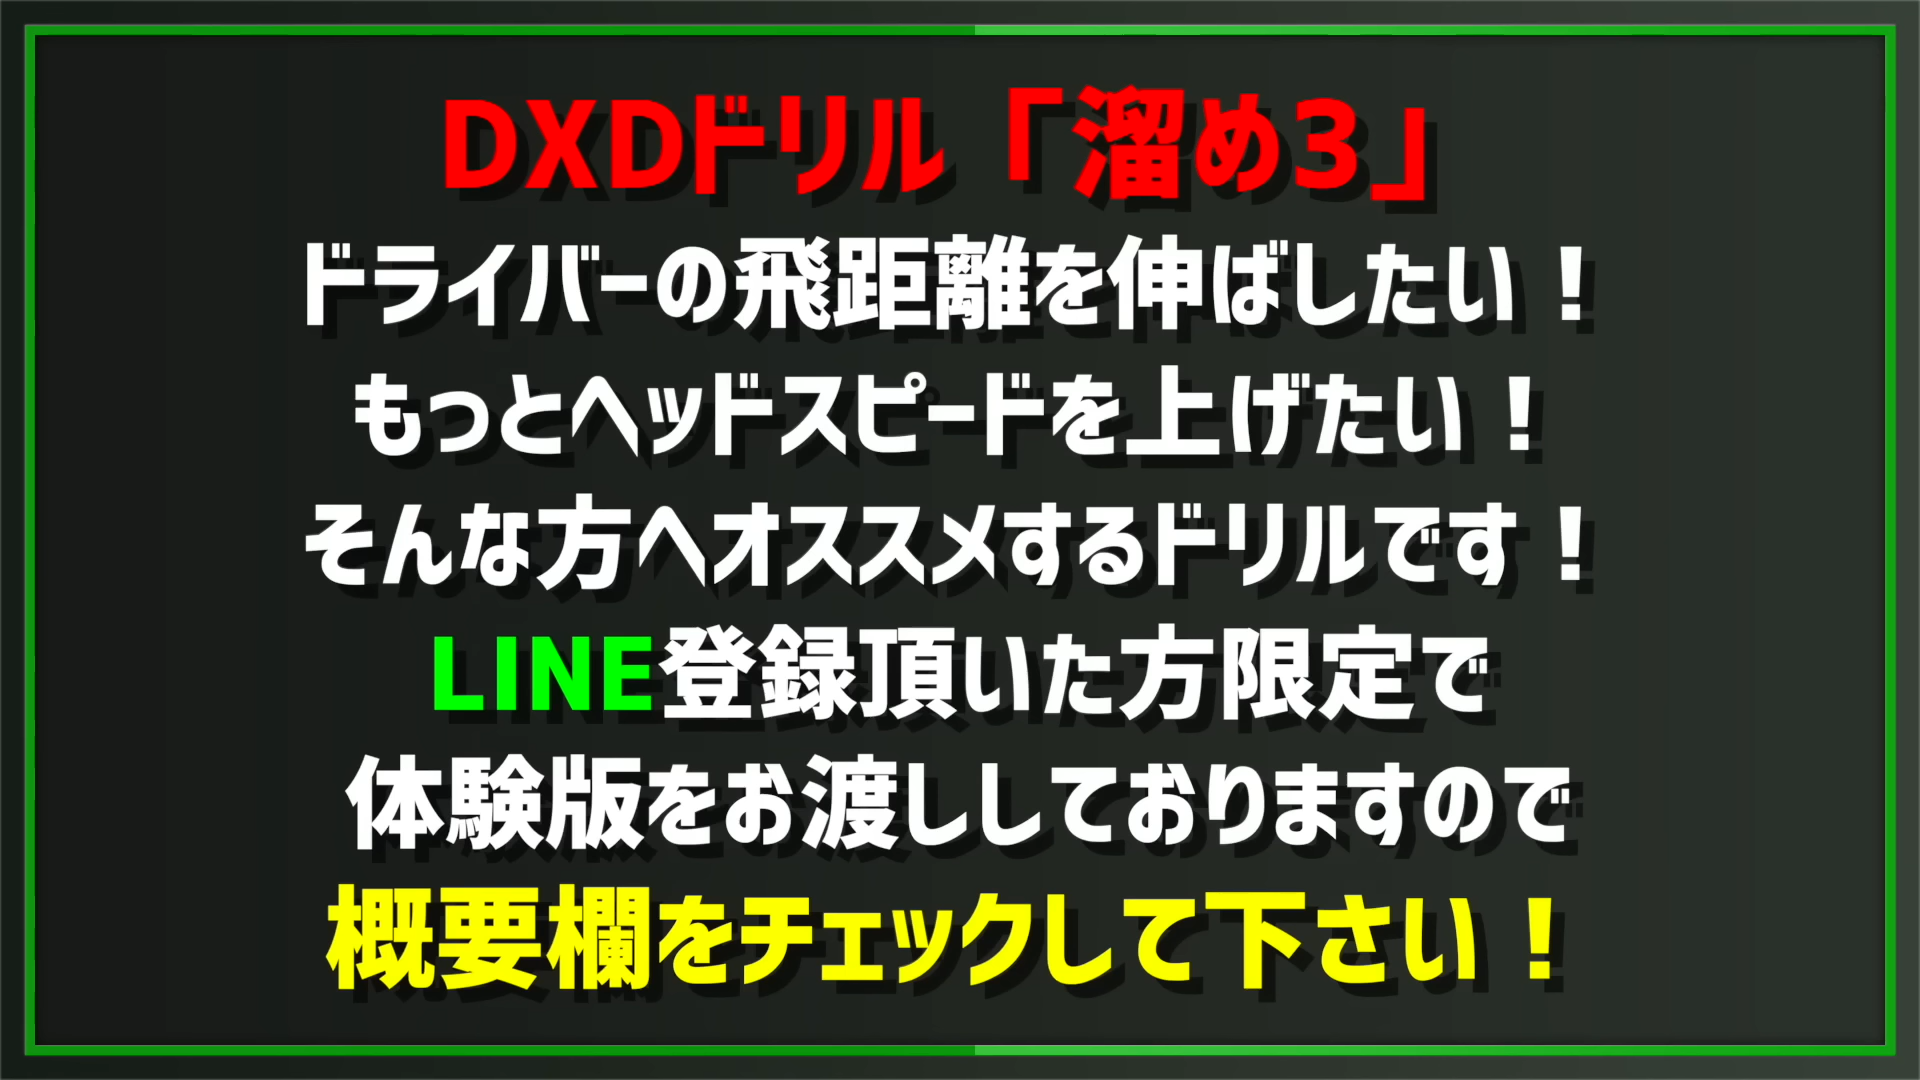 DXDドリル「溜め3」
ドライバーの飛距離を伸ばしたい！
もっとヘッドスピードを上げたい！
そんな方へオススメするドリルです！
LINE登録頂いた方限定で
体験版をお渡ししておりますので
概要欄をチェックして下さい！